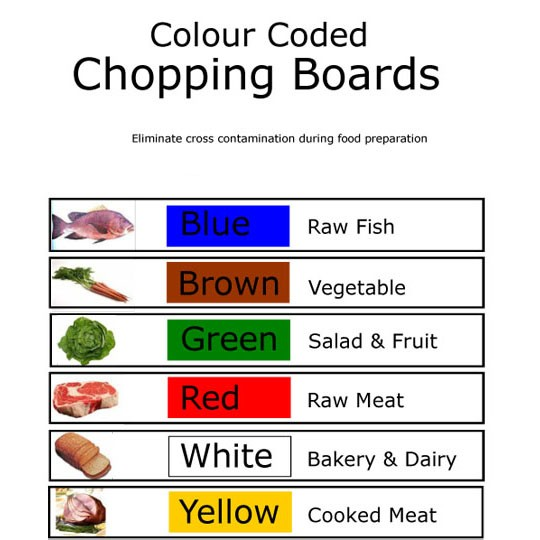 Colour Coded
Chopping Boards
Eliminate cross contamination during food preparation
Blue Raw Fish
Brown Vegetable
Green Salad & Fruit
Red Raw Meat
White Bakery & Dairy
Yellow Cooked Meat